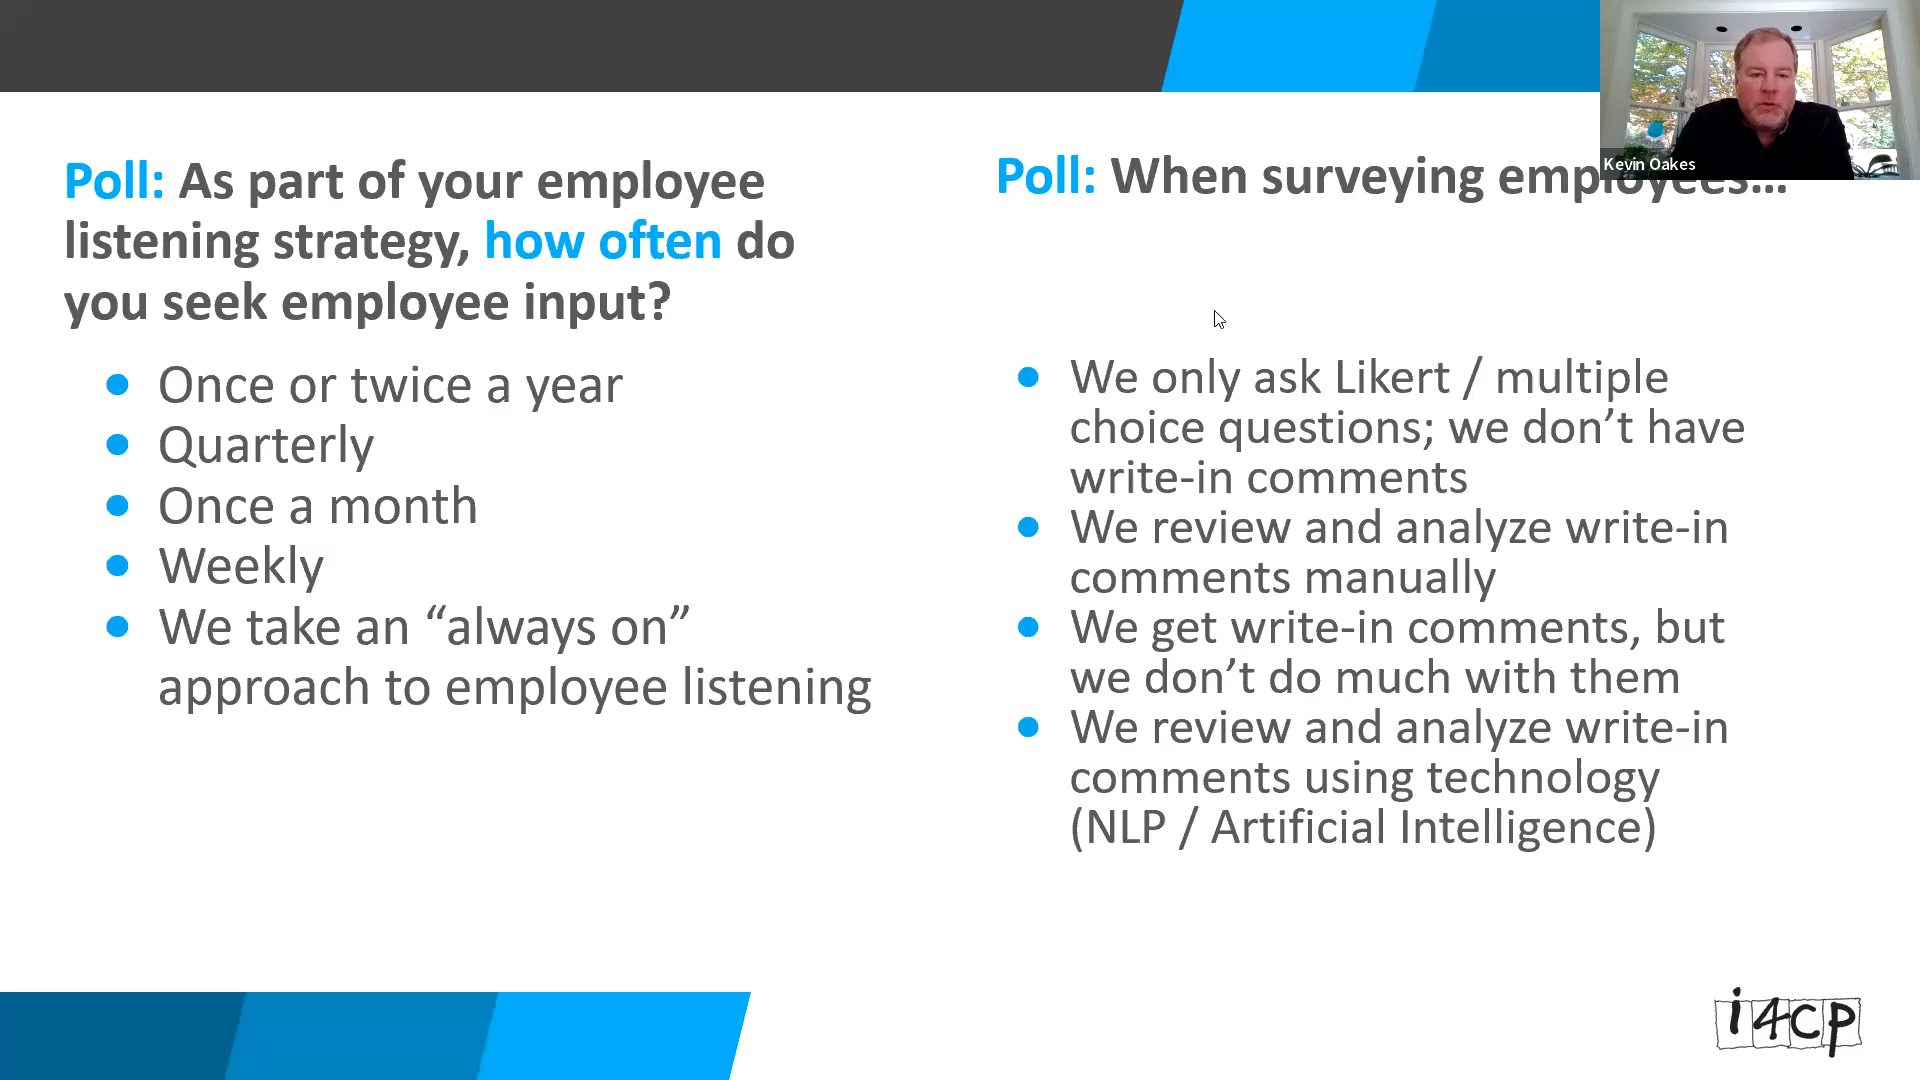 Poll: As part of your employee
listening strategy, how often do
you seek employee input?
• Once or twice a year
• Quarterly
• Once a month
• Weekly
• We take an “always on”
approach to employee listening
Poll: When surveying employees...
• We only ask Likert / multiple
choice questions; we don’t have
write-in comments
• We review and analyze write-in
comments manually
• We get write-in comments, but
we don’t do much with them
• We review and analyze write-in
comments using technology
(NLP / Artificial Intelligence)
Kevin Oakes
i4cp